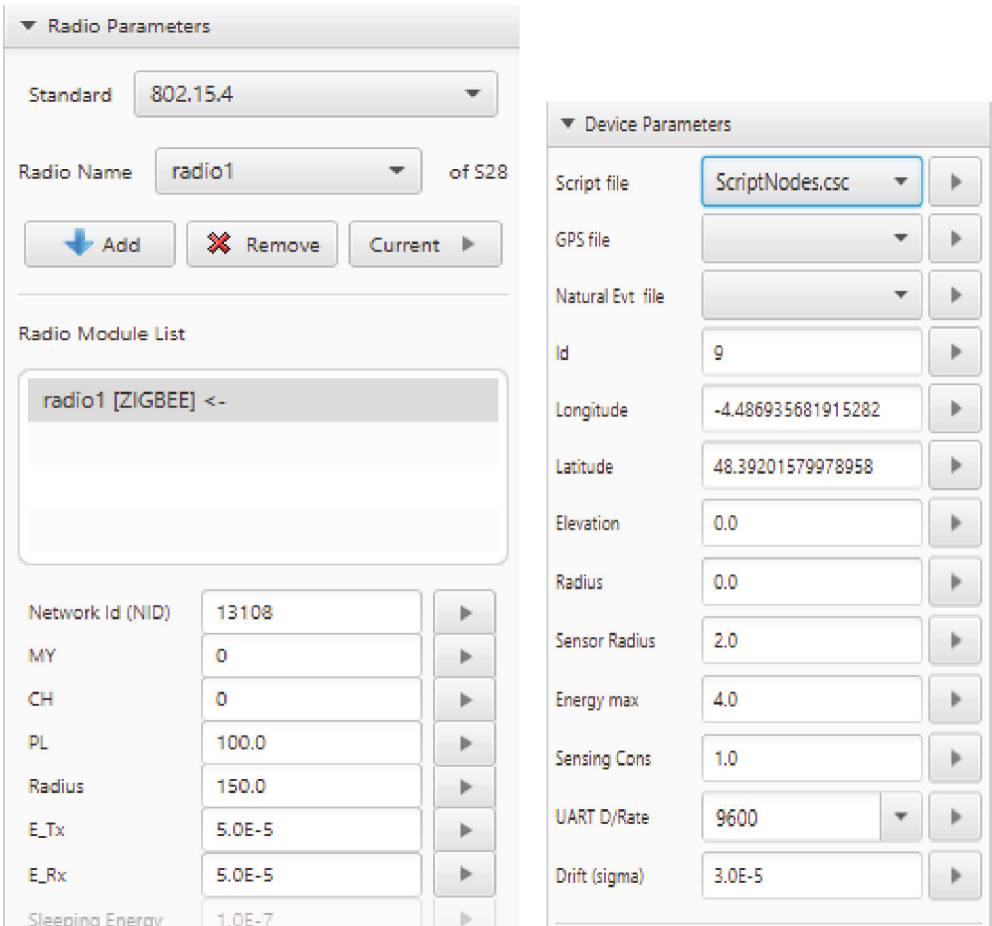 Radio Parameters
Standard 802.15.4
Radio Name radio1 of S28
Add Remove Current
Radio Module List
radio1 [ZIGBEE] <-
Network Id (NID) 13108
MY 0
CH 0
PL 100.0
Radius 150.0
E_Tx 5.0E-5
E_Rx 5.0E-5
Sleeping Energy 1.0E-7
Device Parameters
Script file ScriptNodes.csc
GPS file
Natural Evt file
Id 9
Longitude -4.486935681915282
Latitude 48.39201579978958
Elevation 0.0
Radius 0.0
Sensor Radius 2.0
Energy max 4.0
Sensing Cons 1.0
UART D/Rate 9600
Drift (sigma) 3.0E-5